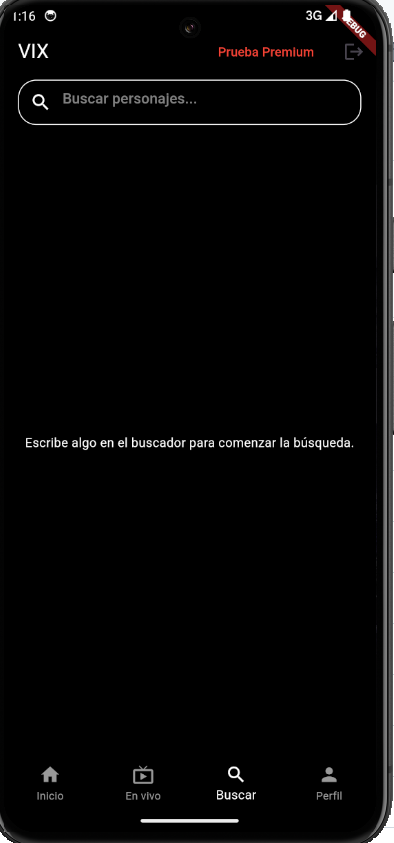 1:16
3G
DEBUG
VIX
Prueba Premium
Buscar personajes...
Escribe algo en el buscador para comenzar la búsqueda.
Inicio
En vivo
Buscar
Perfil